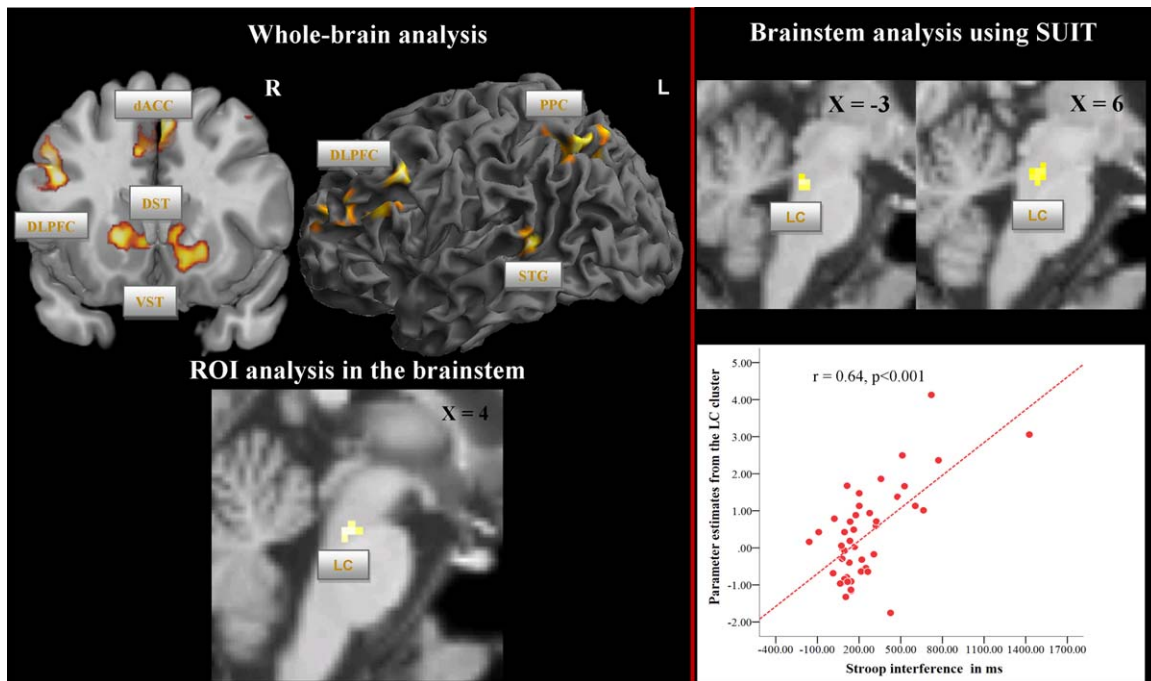 Whole-brain analysis
R
L
dACC
DLPFC
DST
VST
DLPFC
PPC
STG
ROI analysis in the brainstem
X = 4
LC
Brainstem analysis using SUIT
X = -3
X = 6
LC
LC
r = 0.64, p<0.001
Parameter estimates from the LC cluster
5.00
4.00
3.00
2.00
1.00
.00
-1.00
-2.00
-400.00 -100.00 200.00 500.00 800.00 1100.00 1400.00 1700.00
Stroop interference in ms